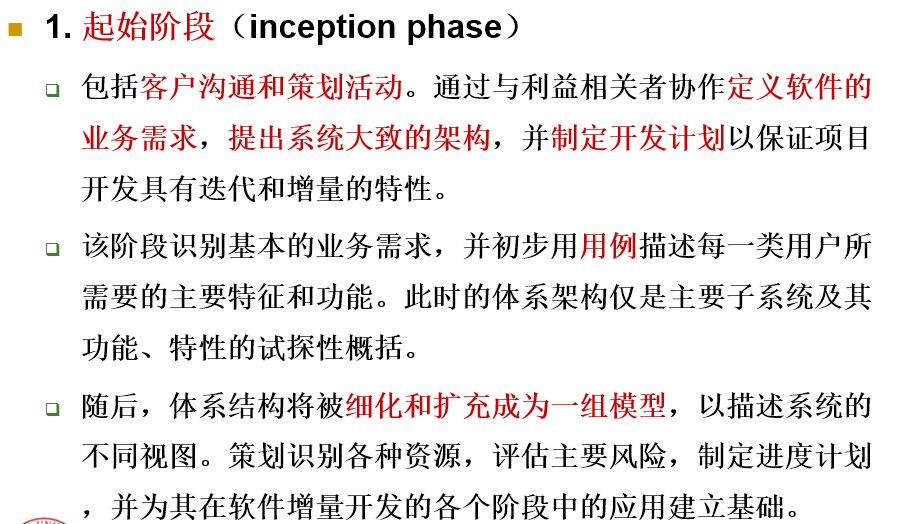 1. 起始阶段（inception phase）
包括客户沟通和策划活动。通过与利益相关者协作定义软件的
业务需求，提出系统大致的架构，并制定开发计划以保证项目
开发具有迭代和增量的特性。
该阶段识别基本的业务需求，并初步用用例描述每一类用户所
需要的主要特征和功能。此时的体系架构仅是主要子系统及其
功能、特性的试探性概括。
随后，体系结构将被细化和扩充成为一组模型，以描述系统的
不同视图。策划识别各种资源，评估主要风险，制定进度计划
，并为其在软件增量开发的各个阶段中的应用建立基础。